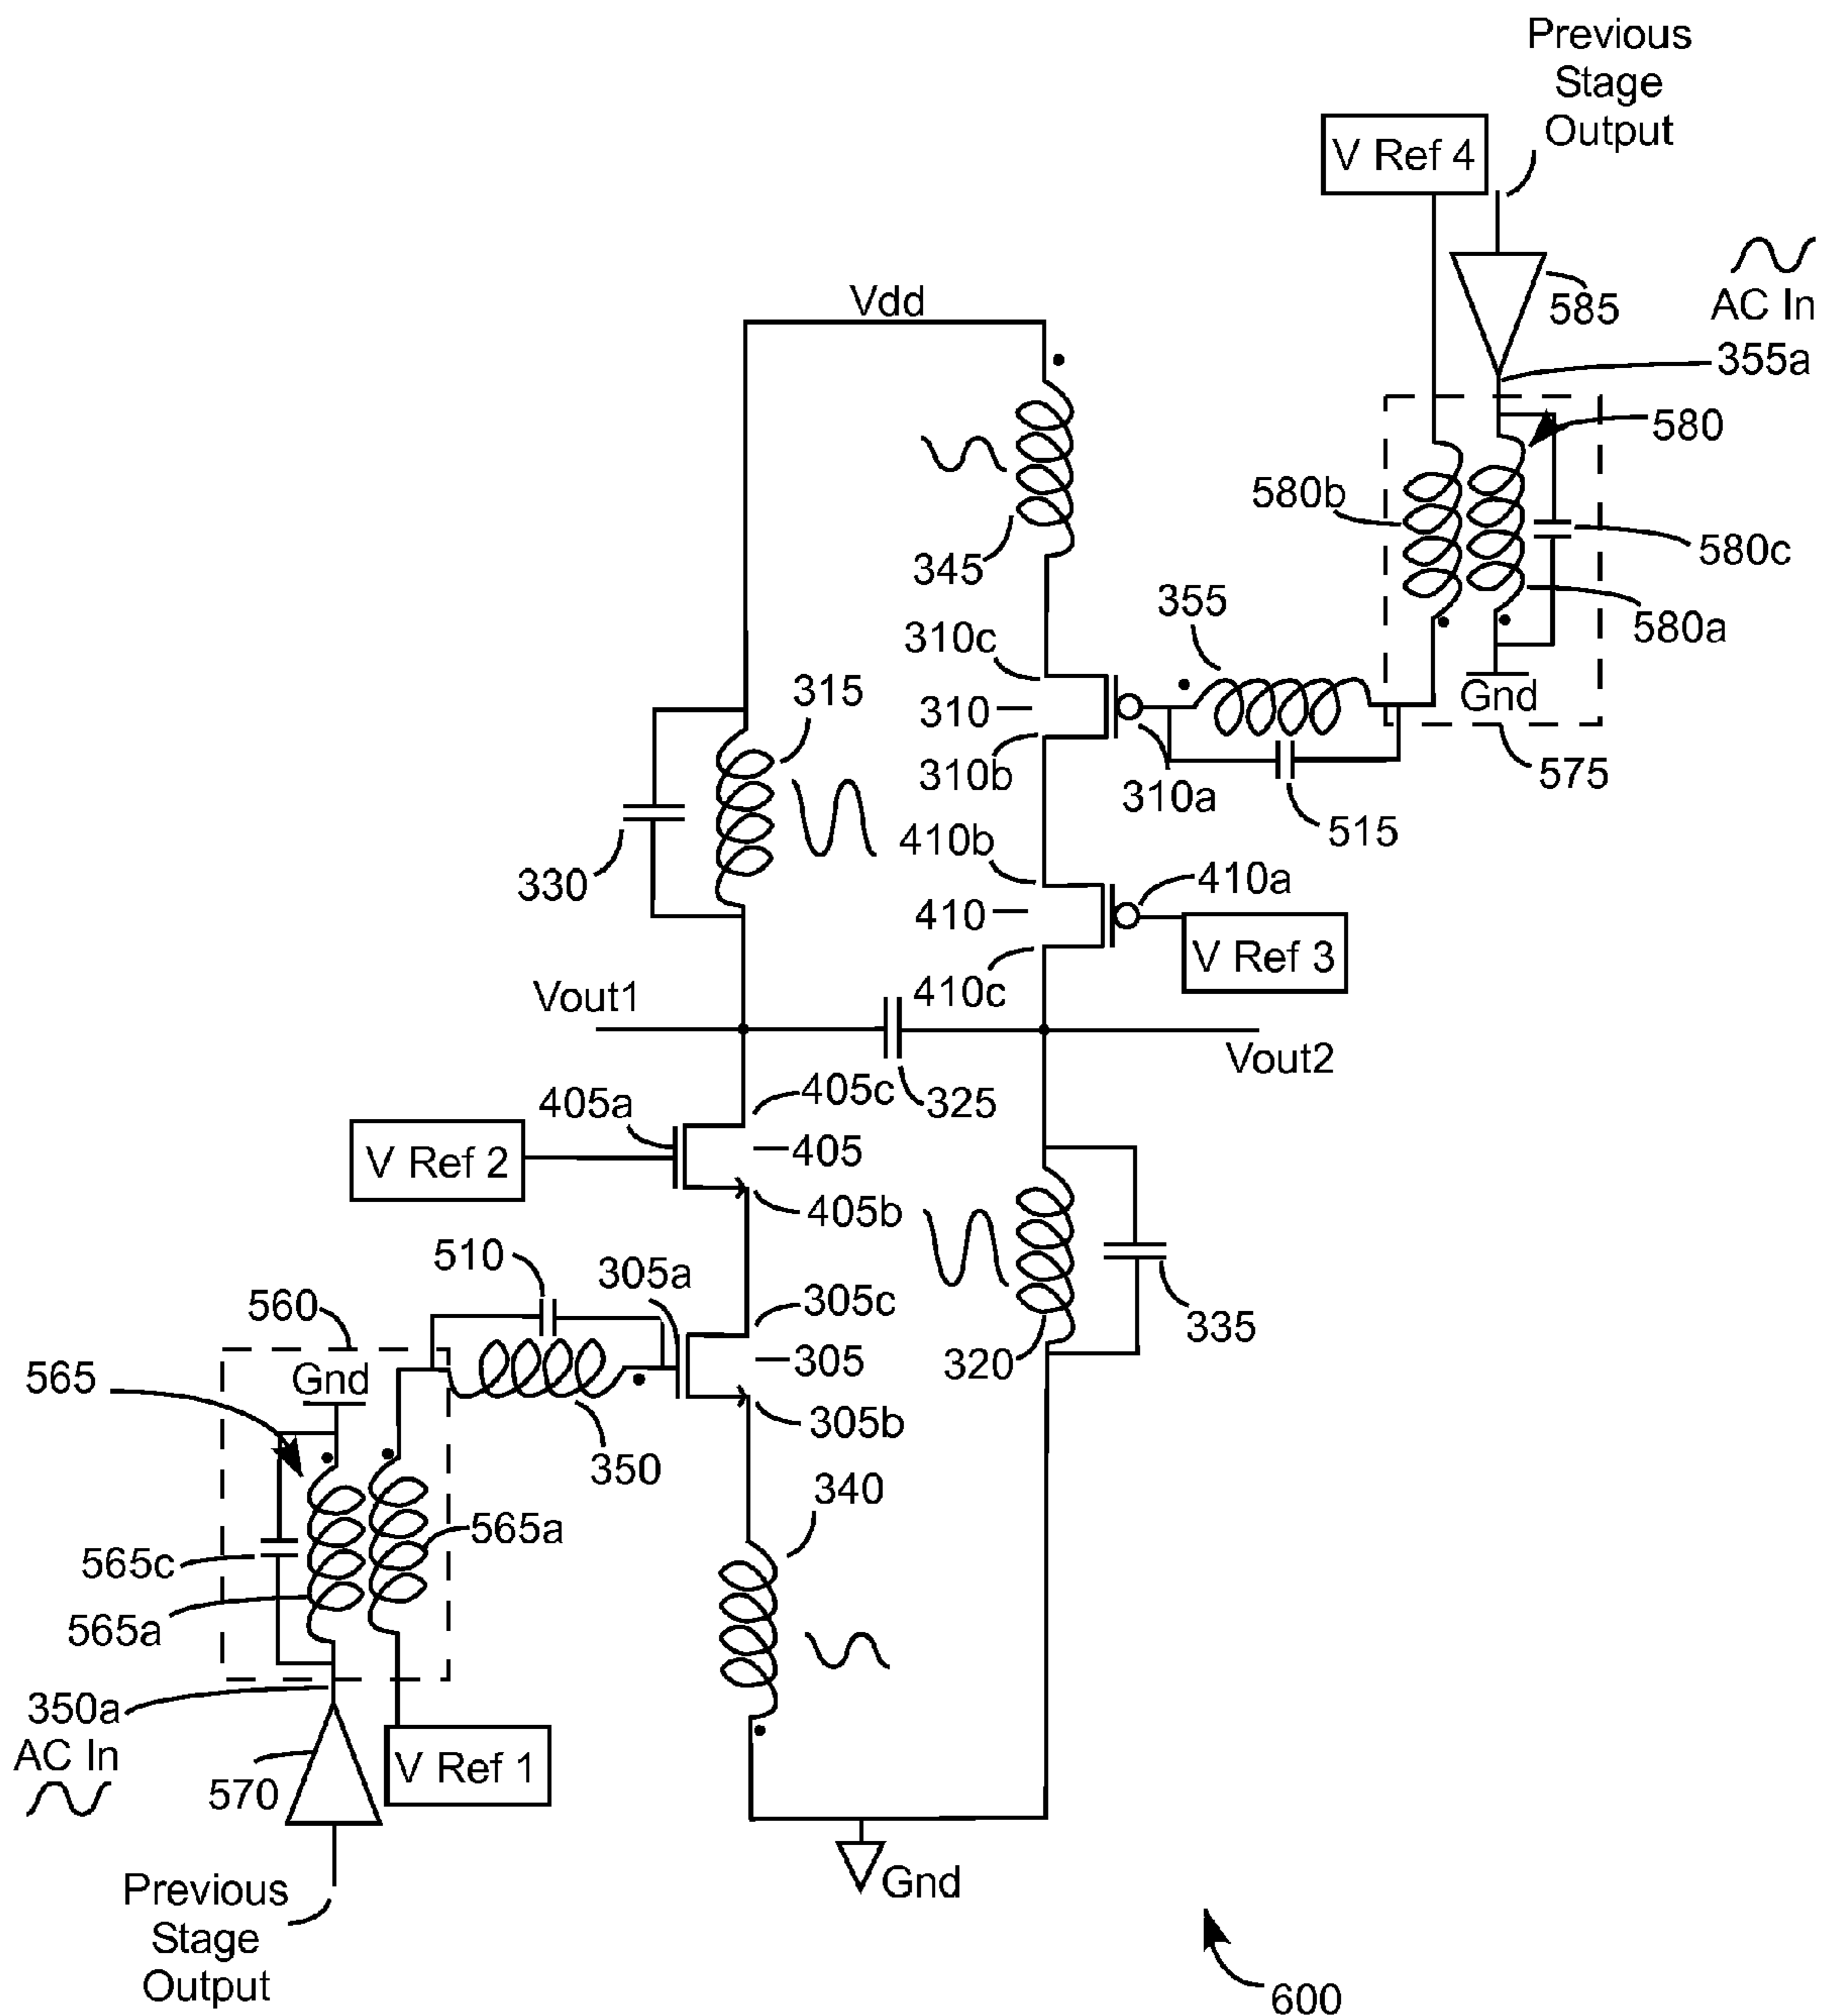 Previous
Stage
Output
V Ref 4
585
AC In
355a
Vdd
580
580b
580c
345
580a
355
310c
Gnd
315
310
310b
310a
575
515
410b
330
410a
410
V Ref 3
410c
Vout1
Vout2
325
405c
405a
405
V Ref 2
405b
510
305a
305c
560
335
305
320
565
Gnd
305b
350
340
565a
565c
565a
350a
AC In
V Ref 1
570
Gnd
Previous
Stage
Output
600